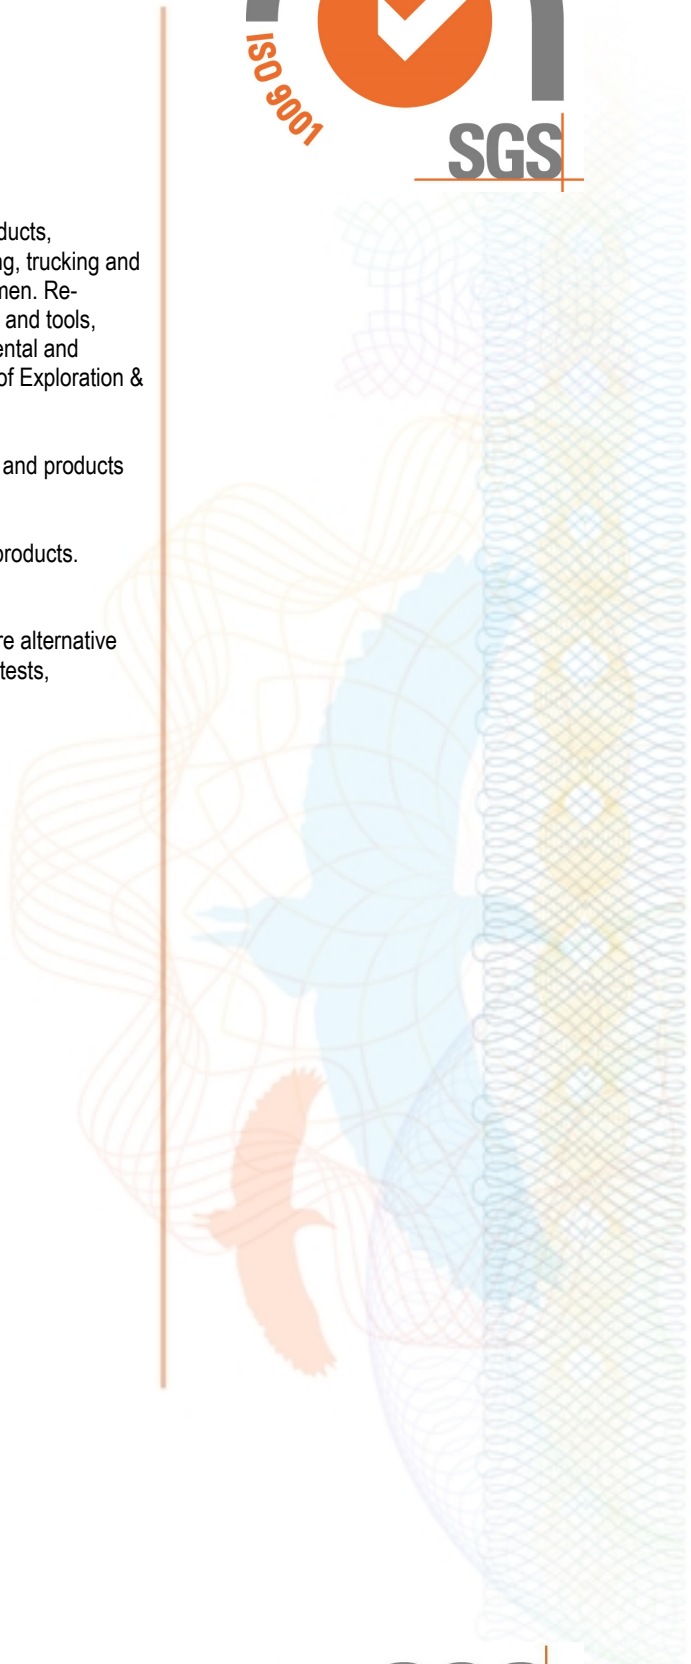 ISO 9001
SGS
ducts,
g, trucking and
men. Re-
and tools,
ental and
of Exploration &
and products
products.
re alternative
tests,